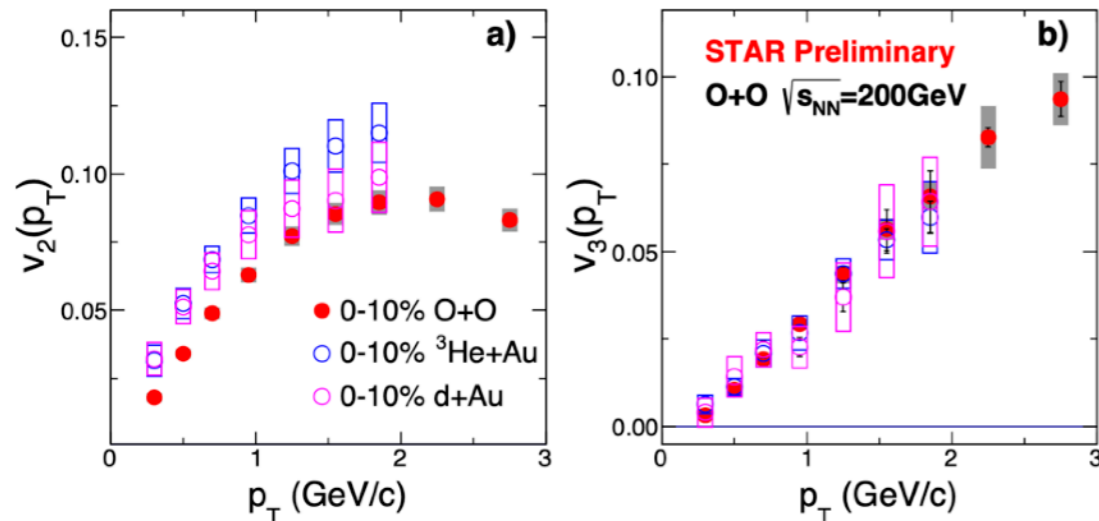 a)
0.15
0.10
0.05
v2(pT)
0-10% O+O
0-10% ³He+Au
0-10% d+Au
0
1
2
3
pT (GeV/c)
b)
STAR Preliminary
O+O √sNN=200GeV
0.10
0.05
0.00
v3(pT)
0
1
2
3
pT (GeV/c)